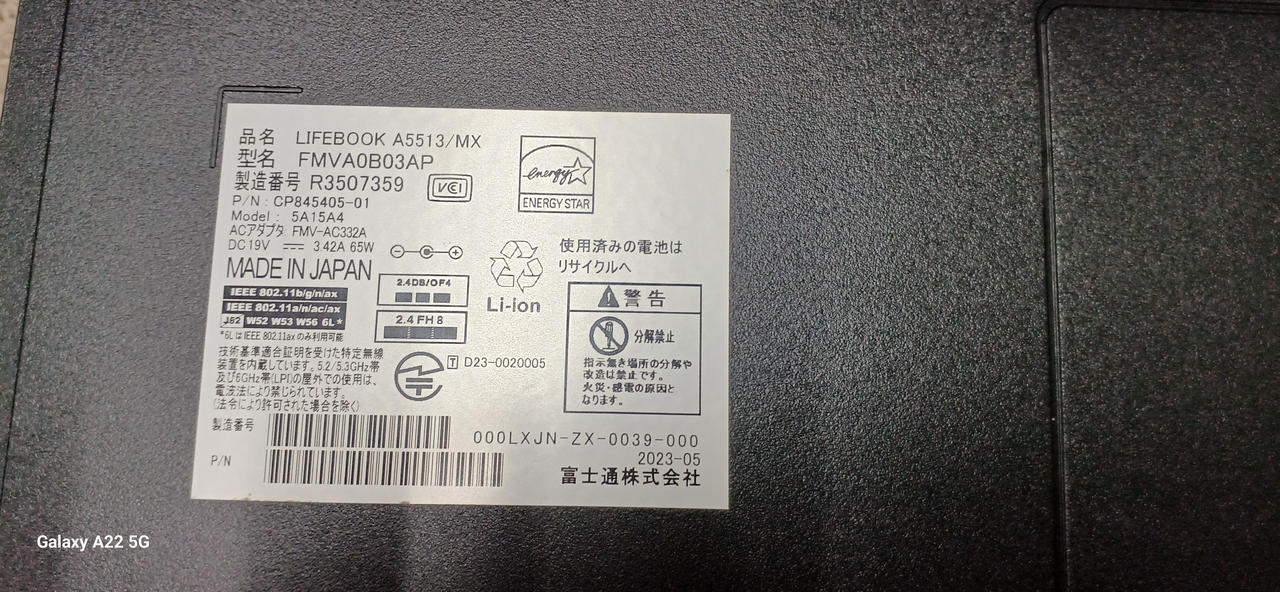 品名 LIFEBOOK A5513/MX
型名 FMVA0B03AP
製造番号 R3507359
VCCI
energy
ENERGY STAR
P/N : CP845405-01
Model : 5A15A4
ACアダプタ FMV-AC332A
DC19V 3.42A 65W
MADE IN JAPAN
Li-ion
使用済みの電池は
リサイクルへ
IEEE 802.11b/g/n/ax
IEEE 802.11a/n/ac/ax
J52 W52 W53 W56 6L*
*6L は IEEE 802.11ax のみ利用可能
2.4DS/OF4
2.4 FH 8
警告
分解禁止
指示無き場所の分解や
改造は禁止です。
火災・感電の原因と
なります。
技術基準適合証明を受けた特定無線
装置を内蔵しています。5.2/5.3GHz帯
及び6GHz帯(LPI)の屋外での使用は、
電波法により禁じられています。
(法令により許可された場合を除く)
T D23-0020005
製造番号
P/N
000LXJN-ZX-0039-000
2023-05
富士通株式会社
Galaxy A22 5G